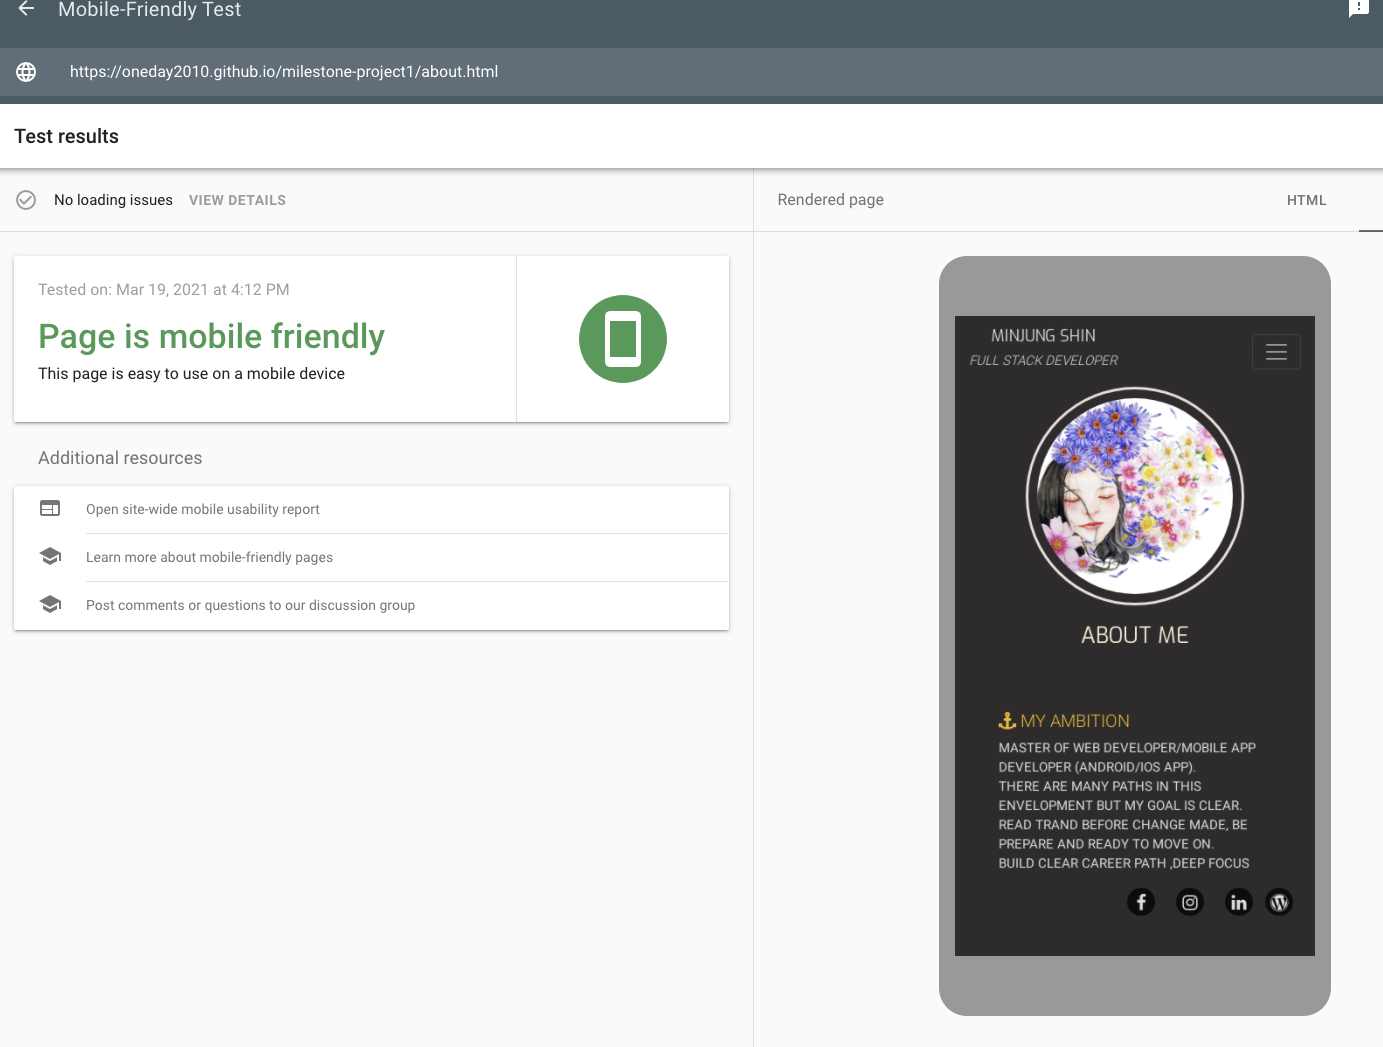 Mobile-Friendly Test
https://oneday2010.github.io/milestone-project1/about.html
Test results
No loading issues VIEW DETAILS
Rendered page HTML
Tested on: Mar 19, 2021 at 4:12 PM
Page is mobile friendly
This page is easy to use on a mobile device
Additional resources
Open site-wide mobile usability report
Learn more about mobile-friendly pages
Post comments or questions to our discussion group
MINJUNG SHIN
FULL STACK DEVELOPER
ABOUT ME
MY AMBITION
MASTER OF WEB DEVELOPER/MOBILE APP
DEVELOPER (ANDROID/IOS APP).
THERE ARE MANY PATHS IN THIS
ENVELOPMENT BUT MY GOAL IS CLEAR.
READ TRAND BEFORE CHANGE MADE, BE
PREPARE AND READY TO MOVE ON.
BUILD CLEAR CAREER PATH ,DEEP FOCUS